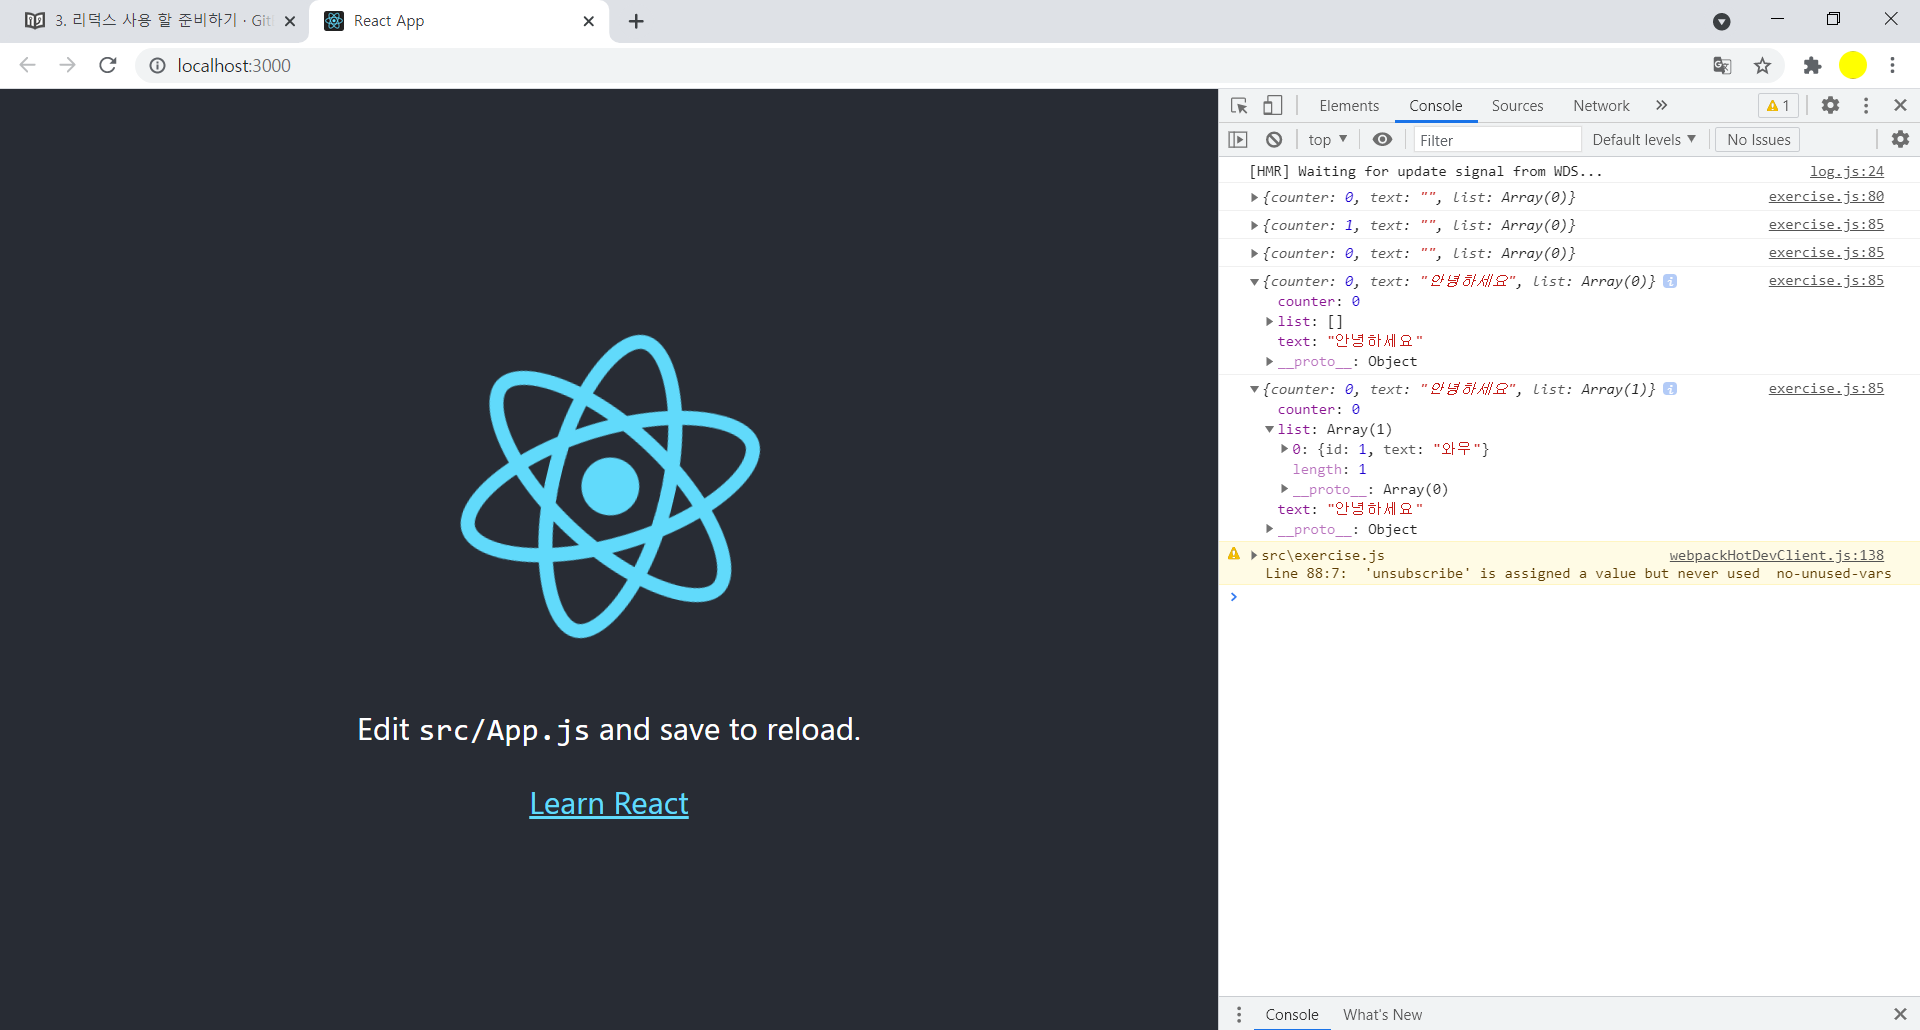 3. 리덕스 사용 할 준비하기 · Git
React App
localhost:3000
Elements Console Sources Network » 1
top Filter Default levels No Issues
[HMR] Waiting for update signal from WDS... log.js:24
{counter: 0, text: "", list: Array(0)} exercise.js:80
{counter: 1, text: "", list: Array(0)} exercise.js:85
{counter: 0, text: "", list: Array(0)} exercise.js:85
{counter: 0, text: "안녕하세요", list: Array(0)} exercise.js:85
counter: 0
list: []
text: "안녕하세요"
__proto__: Object
{counter: 0, text: "안녕하세요", list: Array(1)} exercise.js:85
counter: 0
list: Array(1)
0: {id: 1, text: "와우"}
length: 1
__proto__: Array(0)
text: "안녕하세요"
__proto__: Object
src\exercise.js webpackHotDevClient.js:138
Line 88:7: 'unsubscribe' is assigned a value but never used no-unused-vars
Edit src/App.js and save to reload.
Learn React
Console What's New